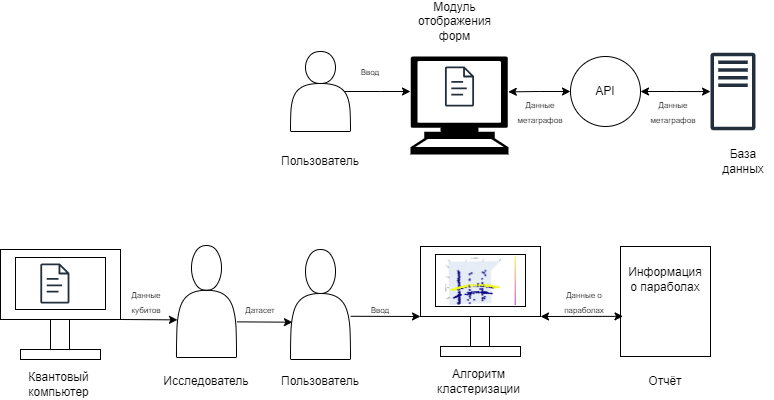 Модуль
отображения
форм
Ввод
API
Данные
метаграфов
Данные
метаграфов
Пользователь
База
данных
Данные
кубитов
Датасет
Ввод
Данные о
параболах
Информация
о параболах
Квантовый
компьютер
Исследователь
Пользователь
Алгоритм
кластеризации
Отчёт